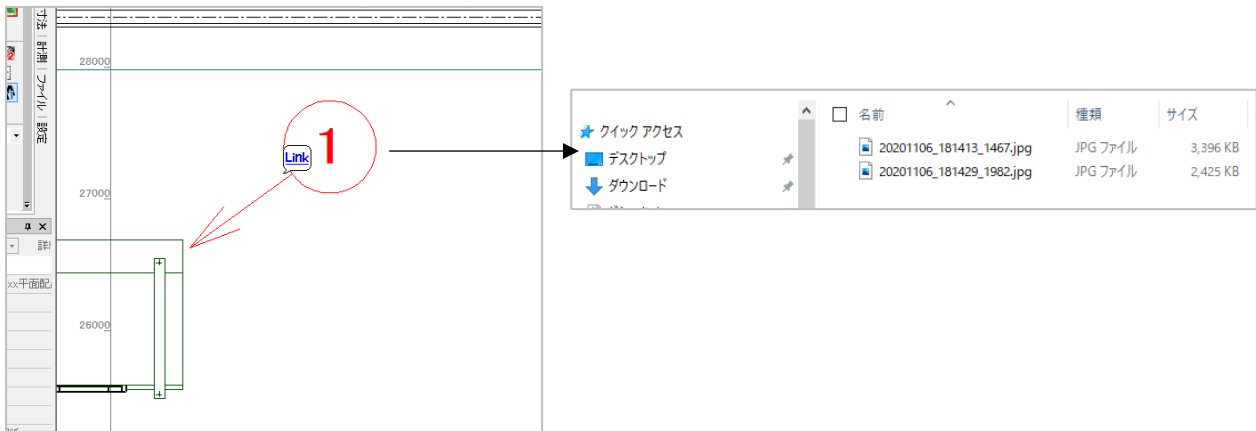 寸法
計測
ファイル
設定
28000
27000
26000
1
Link
xx平面配
クイック アクセス
デスクトップ
ダウンロード
名前
種類
サイズ
20201106_181413_1467.jpg
JPG ファイル
3,396 KB
20201106_181429_1982.jpg
JPG ファイル
2,425 KB